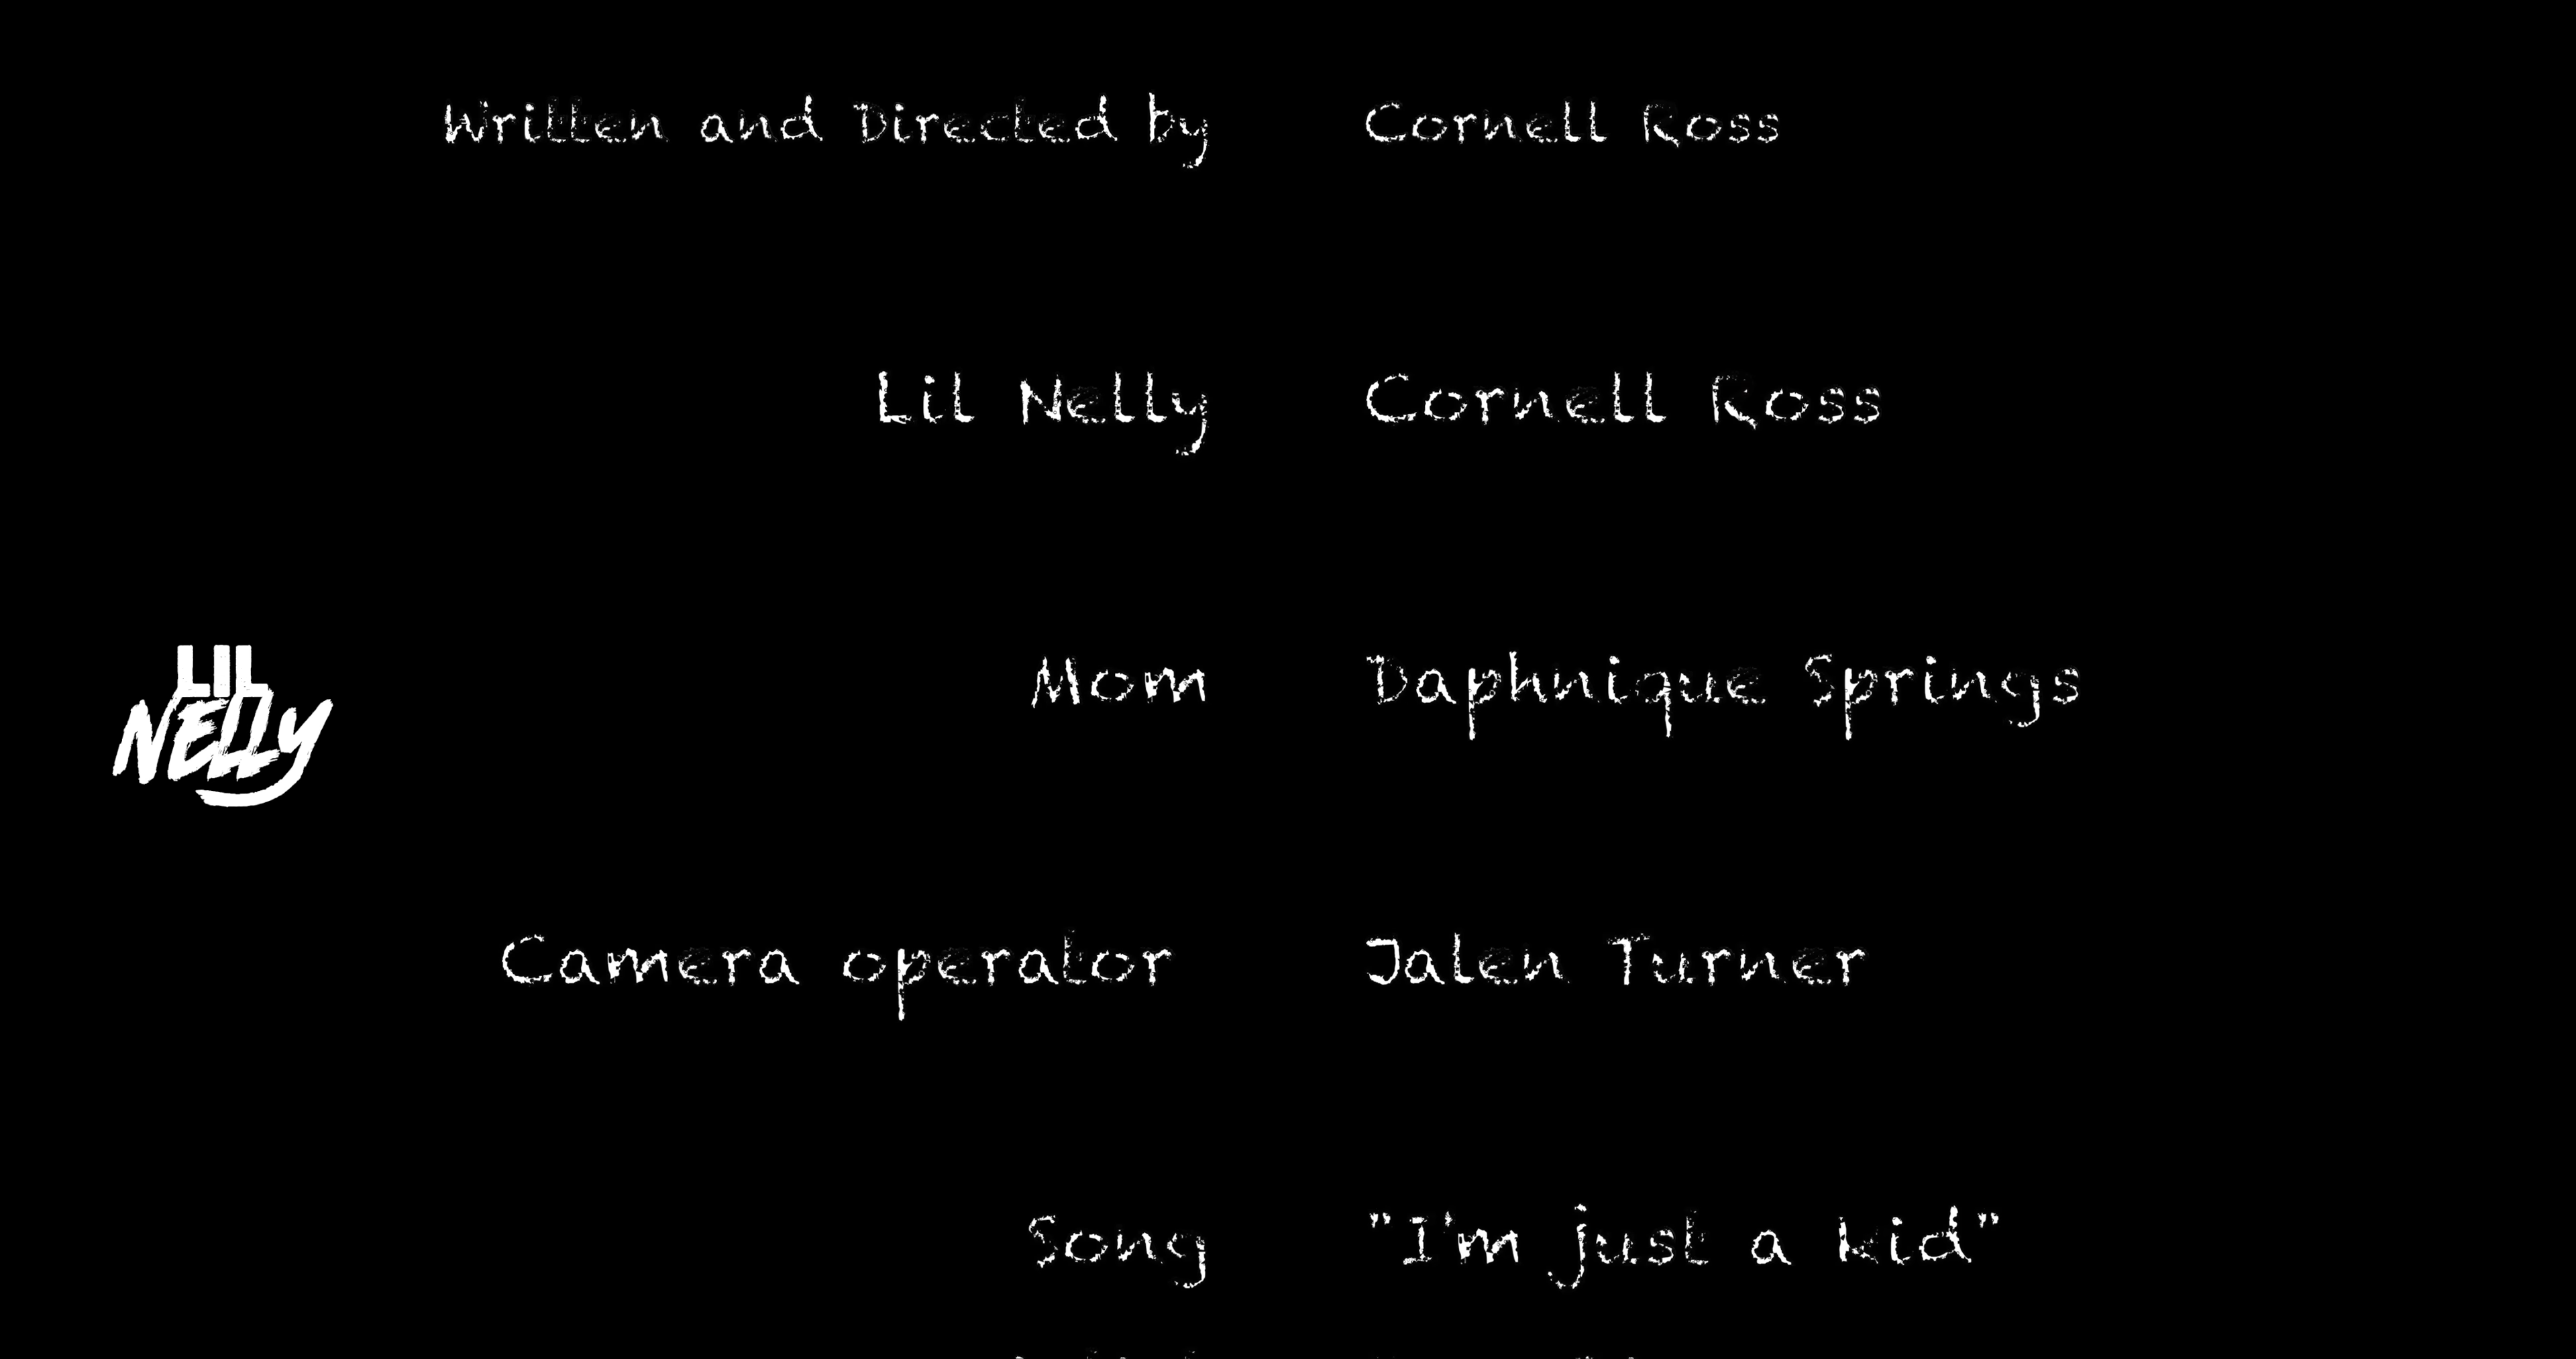 Written and Directed by Cornell Ross
Lil Nelly Cornell Ross
Mom Daphnique Springs
LIL
NELLY
Camera operator Jalen Turner
Song "I'm just a kid"